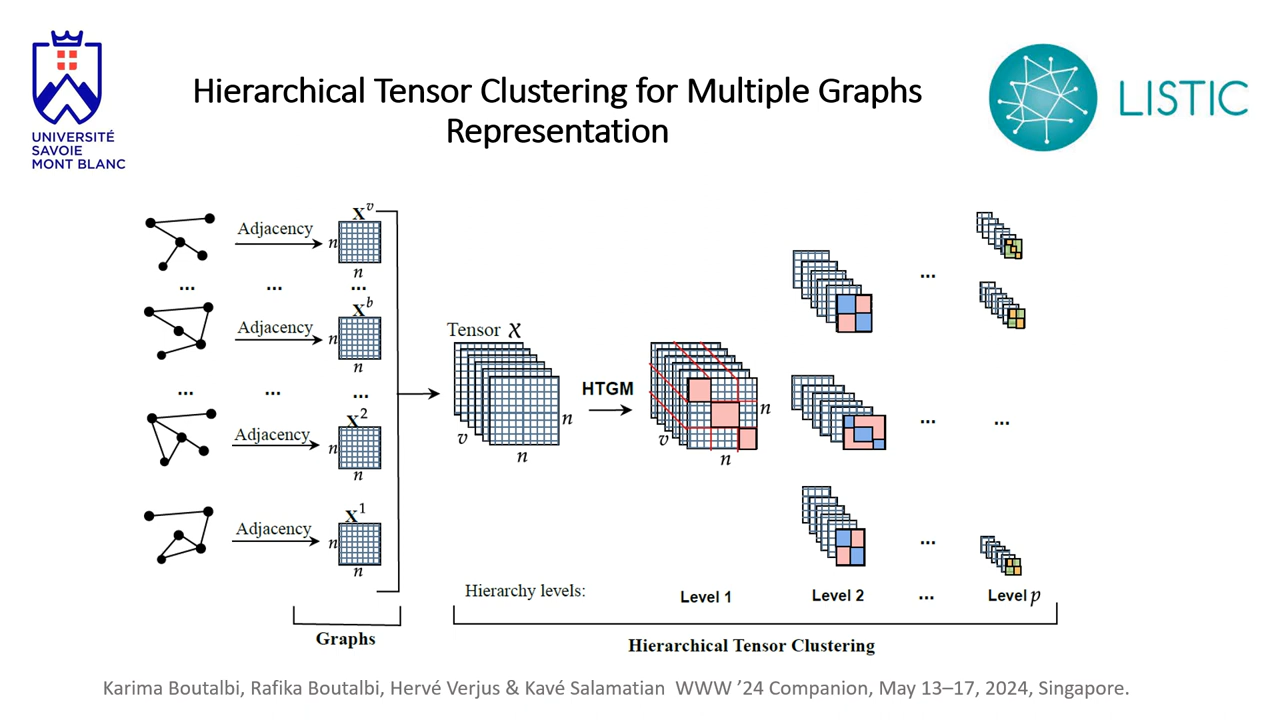 UNIVERSITÉ
SAVOIE
MONT BLANC
Hierarchical Tensor Clustering for Multiple Graphs
Representation
LISTIC
X^v
Adjacency
n
n
... ... ...
X^b
Adjacency
n
n
... ... ...
X^2
Adjacency
n
n
X^1
Adjacency
n
n
Graphs
Tensor X
n
v
n
HTGM
n
v
n
...
... ...
...
Hierarchy levels:
Level 1
Level 2
...
Level p
Hierarchical Tensor Clustering
Karima Boutalbi, Rafika Boutalbi, Hervé Verjus & Kavé Salamatian WWW ’24 Companion, May 13–17, 2024, Singapore.